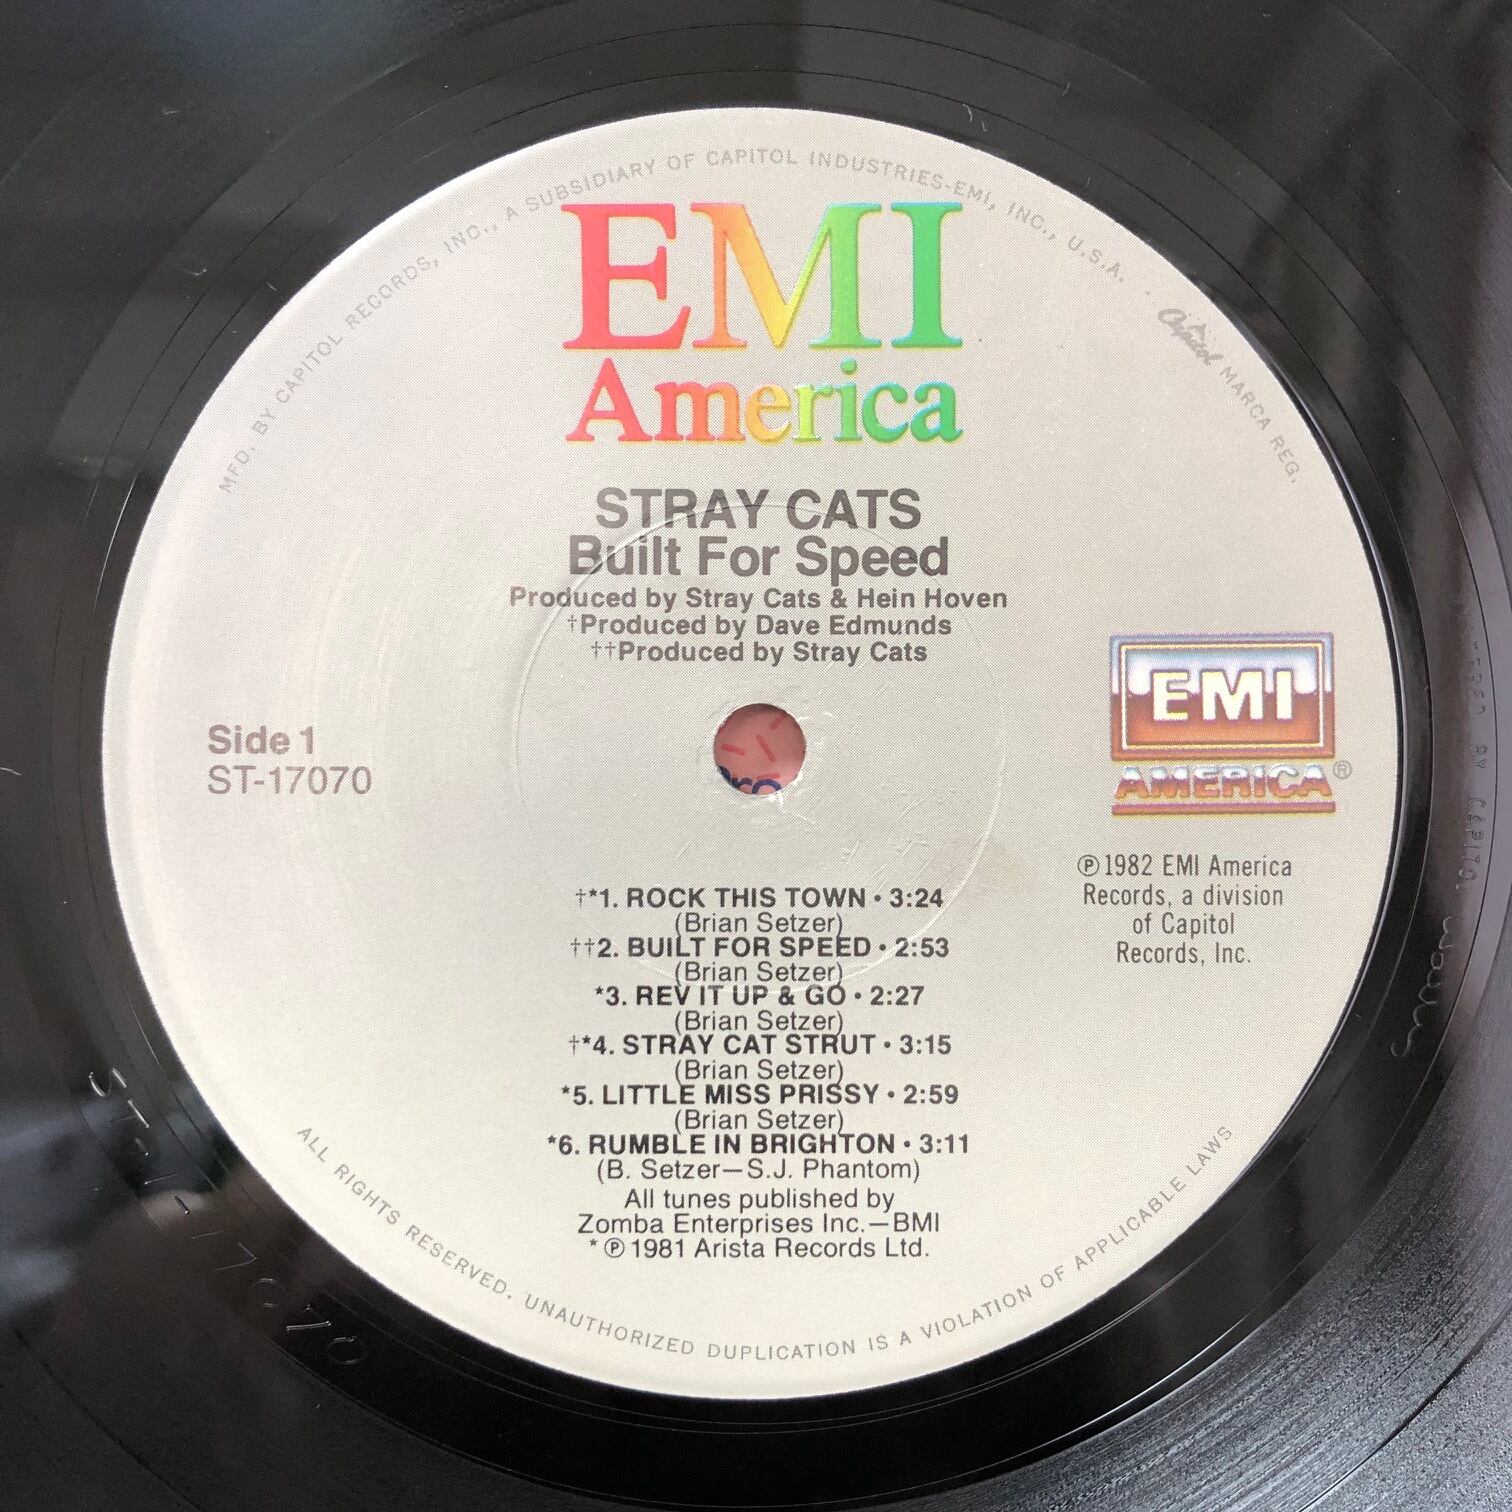 MFD. BY CAPITOL RECORDS, INC., A SUBSIDIARY OF CAPITOL INDUSTRIES-EMI, INC., U.S.A. · Capitol MARCA REG.
EMI
America
STRAY CATS
Built For Speed
Produced by Stray Cats & Hein Hoven
†Produced by Dave Edmunds
††Produced by Stray Cats
Side 1
ST-17070
EMI
AMERICA®
℗1982 EMI America
Records, a division
of Capitol
Records, Inc.
†*1. ROCK THIS TOWN • 3:24
(Brian Setzer)
††2. BUILT FOR SPEED • 2:53
(Brian Setzer)
*3. REV IT UP & GO • 2:27
(Brian Setzer)
†*4. STRAY CAT STRUT • 3:15
(Brian Setzer)
*5. LITTLE MISS PRISSY • 2:59
(Brian Setzer)
*6. RUMBLE IN BRIGHTON • 3:11
(B. Setzer—S.J. Phantom)
All tunes published by
Zomba Enterprises Inc.—BMI
* ℗ 1981 Arista Records Ltd.
ALL RIGHTS RESERVED. UNAUTHORIZED DUPLICATION IS A VIOLATION OF APPLICABLE LAWS